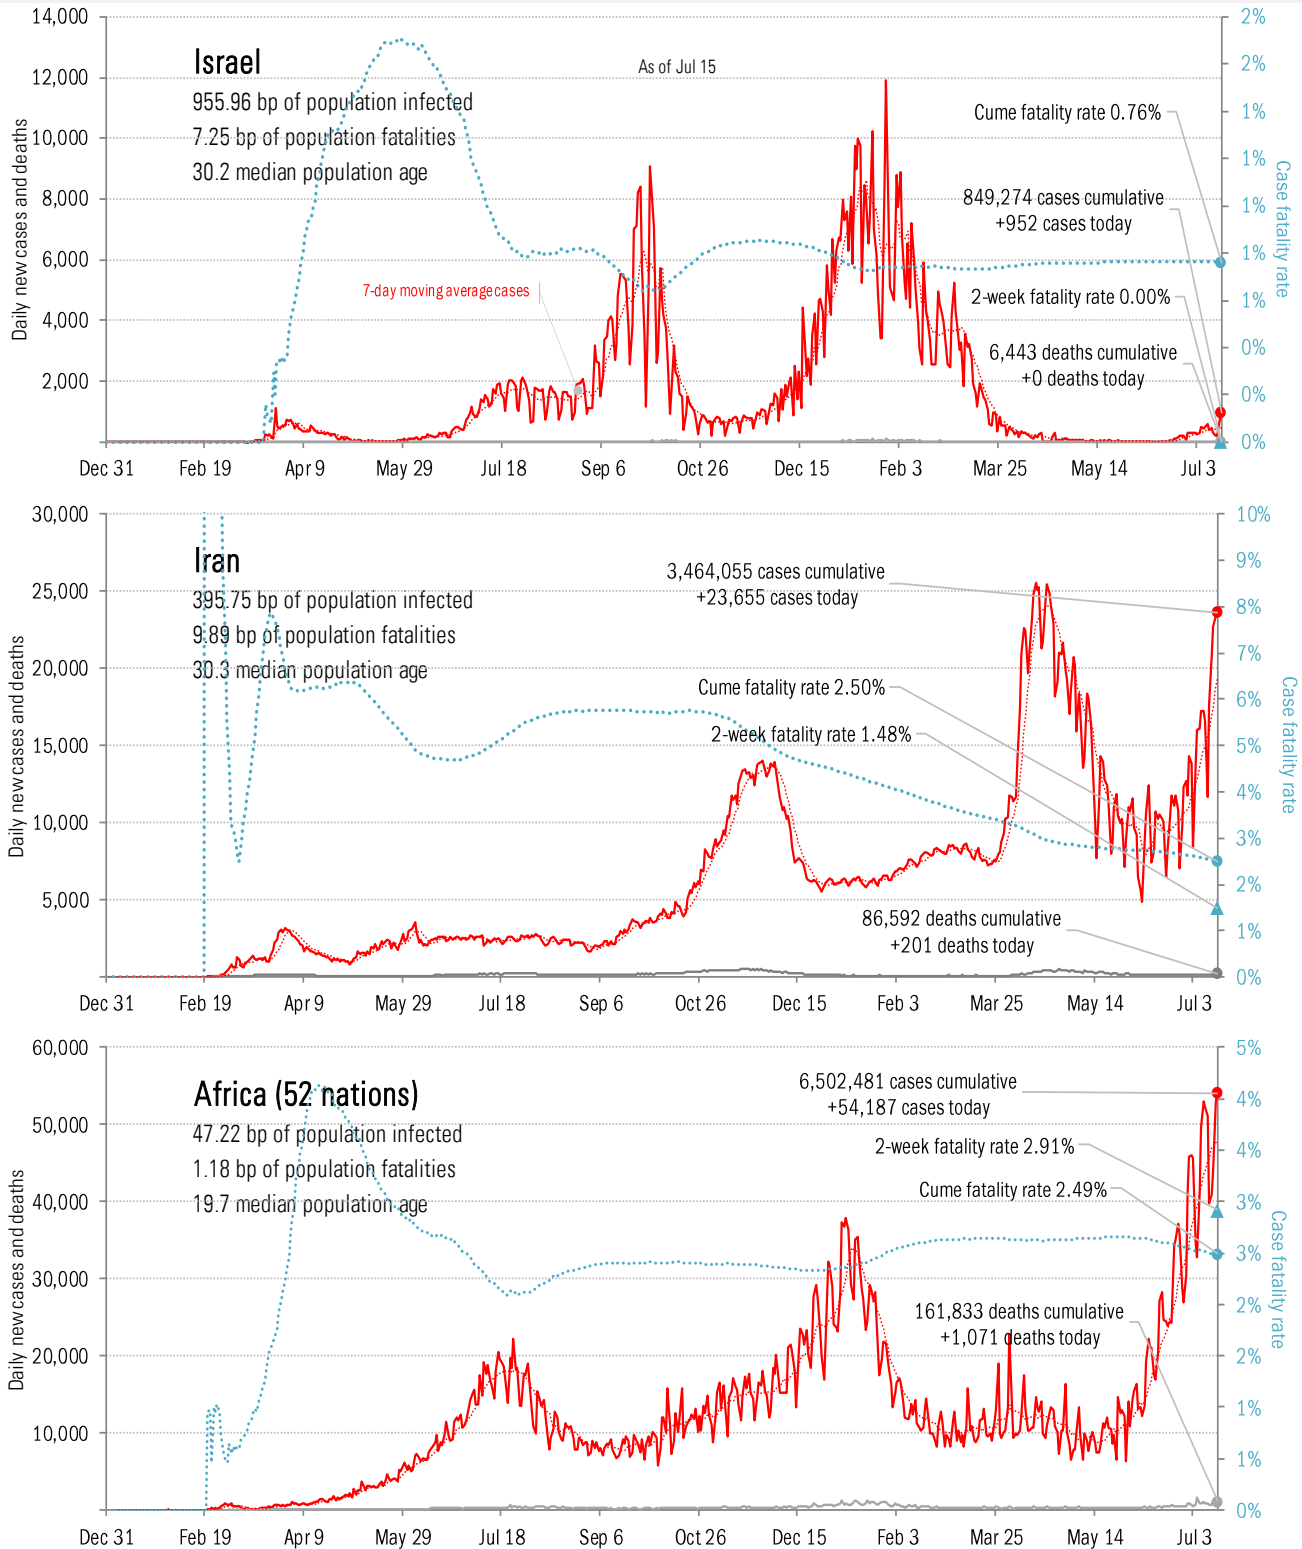 14,000
12,000
10,000
8,000
6,000
4,000
2,000
Daily new cases and deaths
Israel
955.96 bp of population infected
7.25 bp of population fatalities
30.2 median population age
As of Jul 15
7-day moving average cases
Cume fatality rate 0.76%
849,274 cases cumulative
+952 cases today
2-week fatality rate 0.00%
6,443 deaths cumulative
+0 deaths today
2%
2%
1%
1%
1%
1%
1%
0%
0%
0%
Case fatality rate
Dec 31 Feb 19 Apr 9 May 29 Jul 18 Sep 6 Oct 26 Dec 15 Feb 3 Mar 25 May 14 Jul 3
30,000
25,000
20,000
15,000
10,000
5,000
Daily new cases and deaths
Iran
395.75 bp of population infected
9.89 bp of population fatalities
30.3 median population age
3,464,055 cases cumulative
+23,655 cases today
Cume fatality rate 2.50%
2-week fatality rate 1.48%
86,592 deaths cumulative
+201 deaths today
10%
9%
8%
7%
6%
5%
4%
3%
2%
1%
0%
Case fatality rate
Dec 31 Feb 19 Apr 9 May 29 Jul 18 Sep 6 Oct 26 Dec 15 Feb 3 Mar 25 May 14 Jul 3
60,000
50,000
40,000
30,000
20,000
10,000
Daily new cases and deaths
Africa (52 nations)
47.22 bp of population infected
1.18 bp of population fatalities
19.7 median population age
6,502,481 cases cumulative
+54,187 cases today
2-week fatality rate 2.91%
Cume fatality rate 2.49%
161,833 deaths cumulative
+1,071 deaths today
5%
4%
4%
3%
3%
2%
2%
1%
1%
0%
Case fatality rate
Dec 31 Feb 19 Apr 9 May 29 Jul 18 Sep 6 Oct 26 Dec 15 Feb 3 Mar 25 May 14 Jul 3